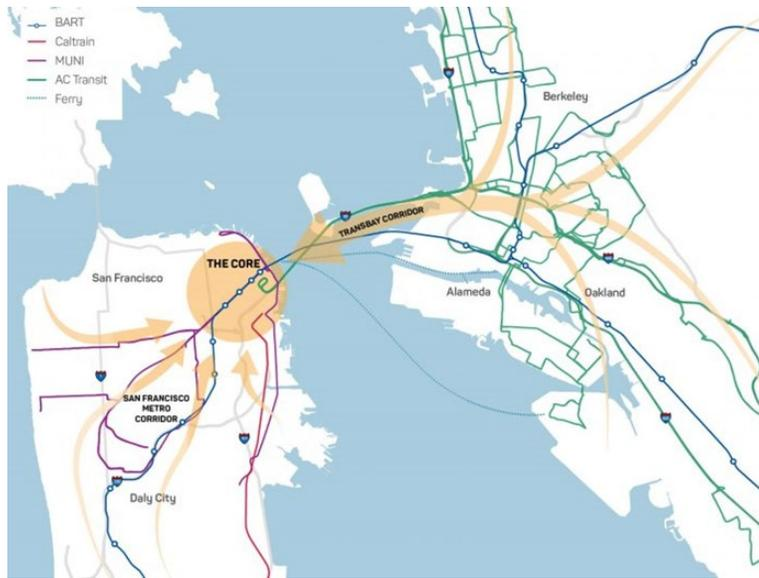 BART
Caltrain
MUNI
AC Transit
Ferry
Berkeley
TRANSBAY CORRIDOR
THE CORE
San Francisco
Alameda
Oakland
SAN FRANCISCO
METRO
CORRIDOR
Daly City